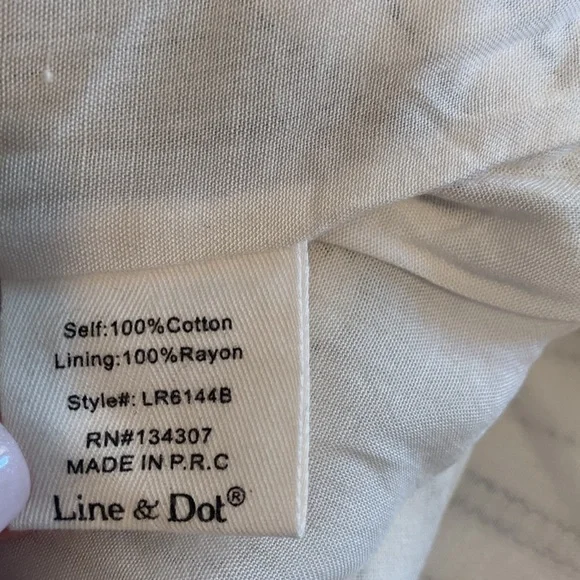 Self:100%Cotton
Lining:100%Rayon
Style#: LR6144B
RN#134307
MADE IN P.R.C
Line & Dot®